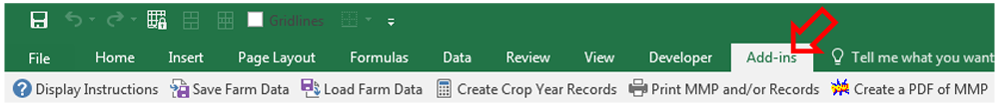 Gridlines
File Home Insert Page Layout Formulas Data Review View Developer Add-ins Tell me what you want
Display Instructions Save Farm Data Load Farm Data Create Crop Year Records Print MMP and/or Records Create a PDF of MMP